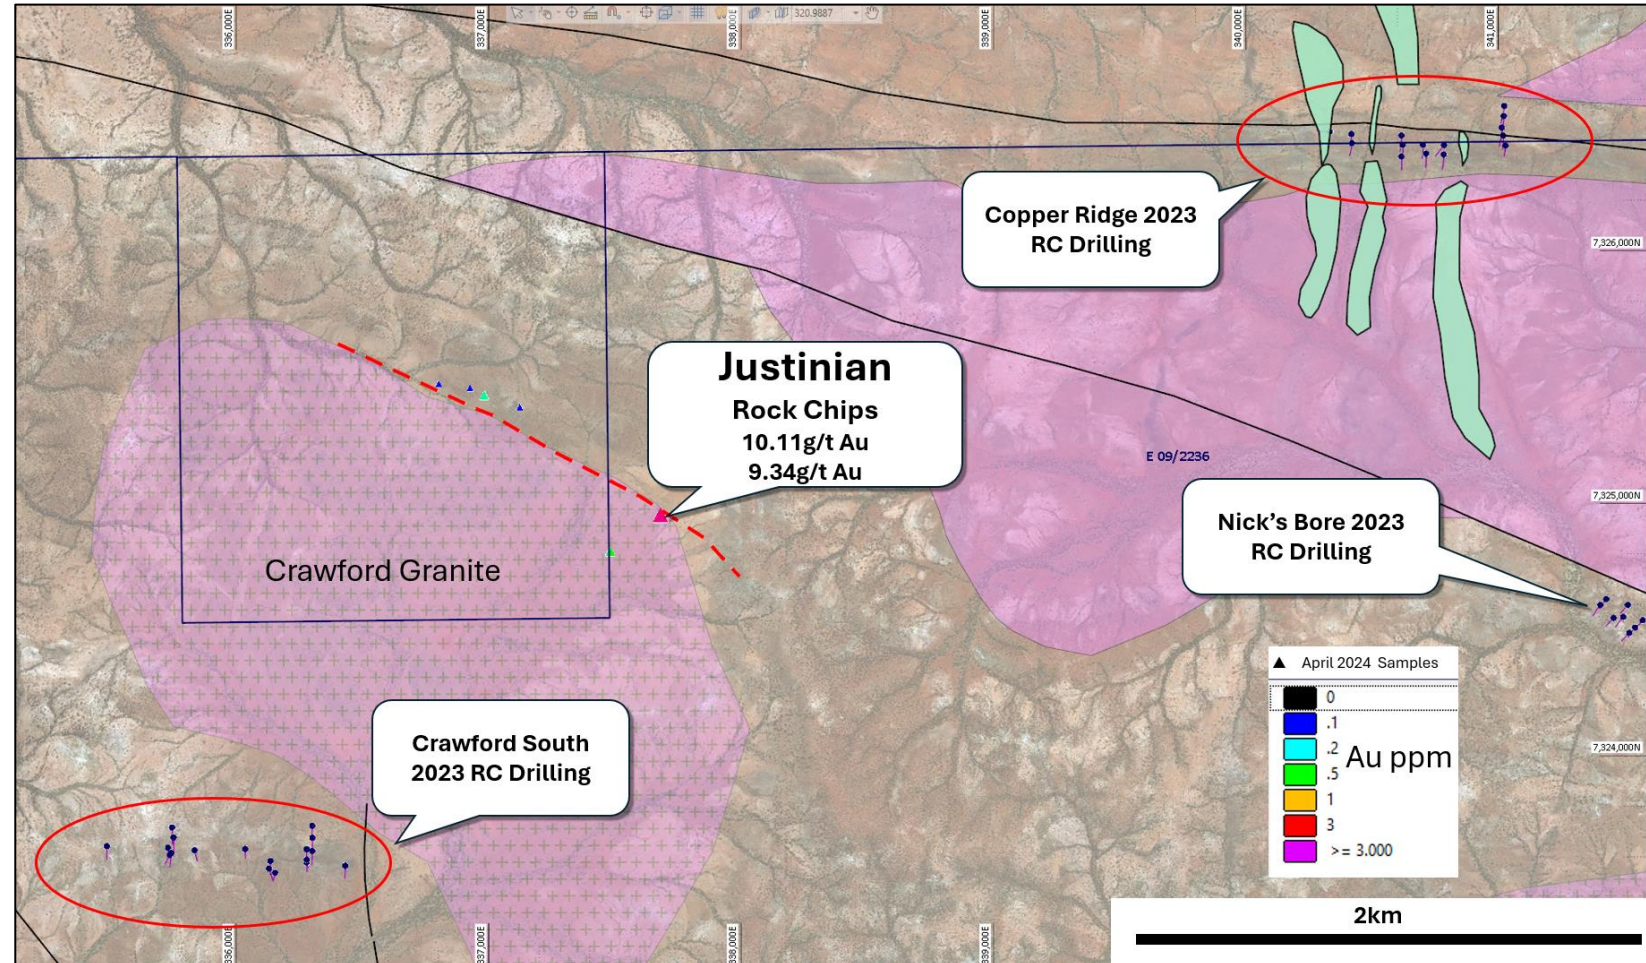 320.9887
336,000E
337,000E
338,000E
339,000E
340,000E
341,000E
Copper Ridge 2023
RC Drilling
7,326,000N
Justinian
Rock Chips
10.11g/t Au
9.34g/t Au
E 09/2236
7,325,000N
Nick's Bore 2023
RC Drilling
Crawford Granite
April 2024 Samples
0
.1
.2
.5
1
3
>= 3.000
Au ppm
7,324,000N
Crawford South
2023 RC Drilling
2km
336,000E
337,000E
338,000E
339,000E